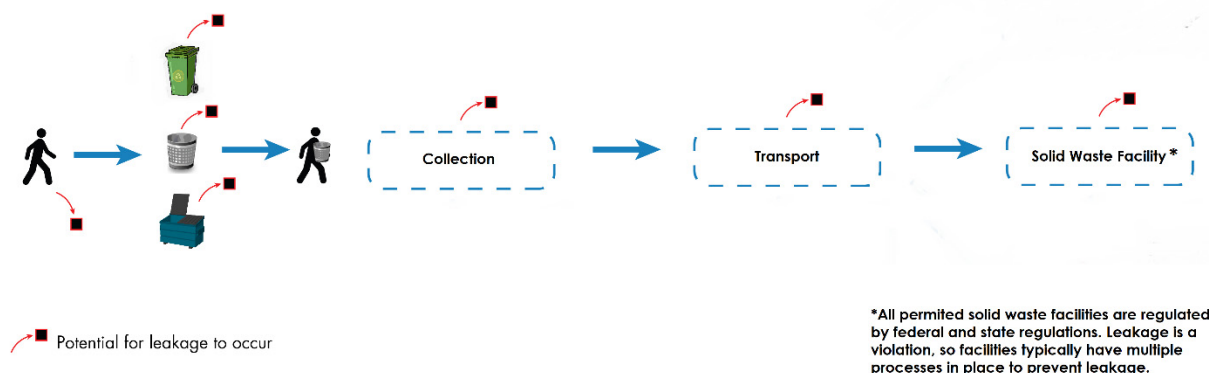 Collection
Transport
Solid Waste Facility *
Potential for leakage to occur
*All permited solid waste facilities are regulated
by federal and state regulations. Leakage is a
violation, so facilities typically have multiple
processes in place to prevent leakage.